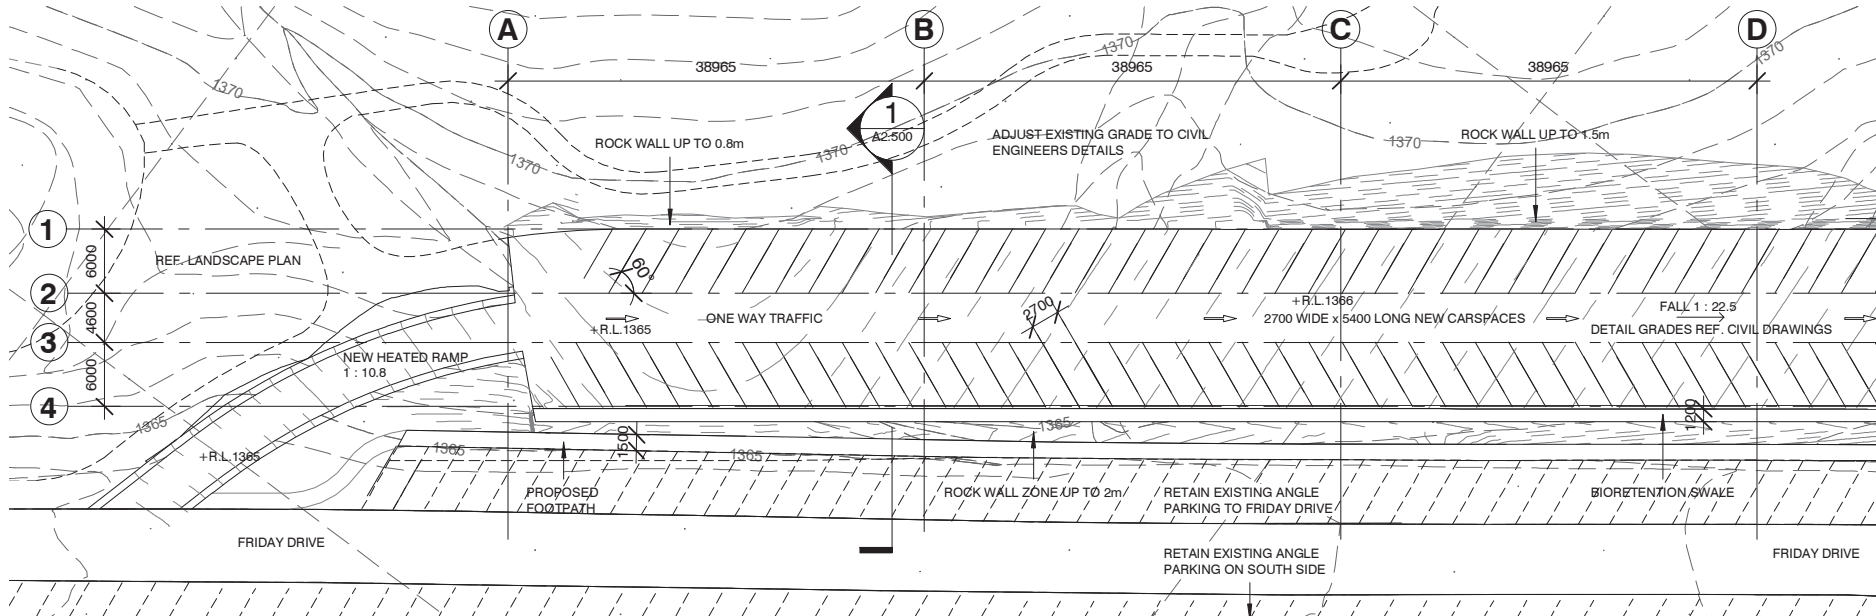 A
B
C
D
38965
38965
38965
1370
1370
1370
1370
1370
1370
1
A2.500
ROCK WALL UP TO 0.8m
ADJUST EXISTING GRADE TO CIVIL
ENGINEERS DETAILS
ROCK WALL UP TO 1.5m
1
2
3
4
6000
4600
6000
REF. LANDSCAPE PLAN
60°
2700
+R.L.1365
ONE WAY TRAFFIC
+R.L.1366
2700 WIDE x 5400 LONG NEW CARSPACES
FALL 1 : 22.5
DETAIL GRADES REF. CIVIL DRAWINGS
NEW HEATED RAMP
1 : 10.8
1365
+R.L.1365
1365
1365
1365
1500
1200
PROPOSED
FOOTPATH
ROCK WALL ZONE UP TO 2m
RETAIN EXISTING ANGLE
PARKING TO FRIDAY DRIVE
BIORETENTION SWALE
FRIDAY DRIVE
RETAIN EXISTING ANGLE
PARKING ON SOUTH SIDE
FRIDAY DRIVE